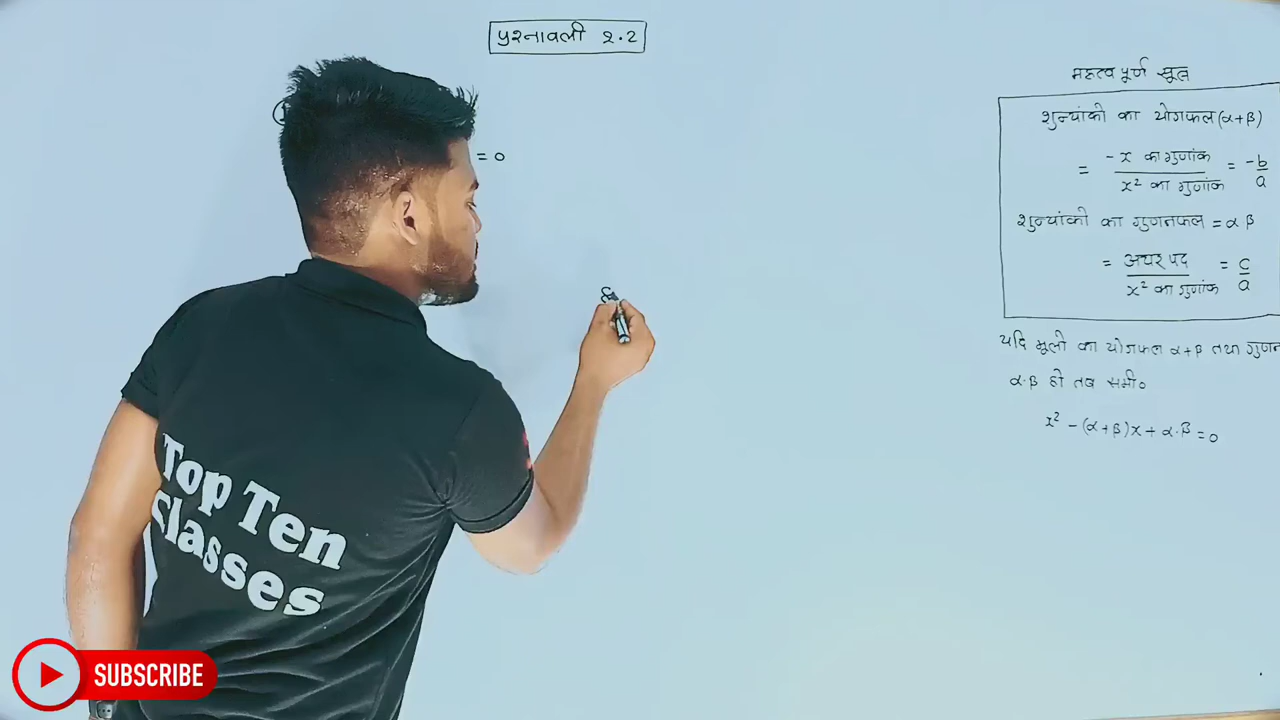 प्रश्नावली 2.2
= 0
महत्वपूर्ण सूत्र
शुन्यांको का योगफल (α+β)
= -x का गुणांक / x² का गुणांक = -b/a
शुन्यांको का गुणनफल = α.β
= अचर पद / x² का गुणांक = c/a
यदि मूलो का योगफल α+β तथा गुणन
α.β हो तब समी०
x² - (α+β)x + α.β = 0
Top Ten
Classes
SUBSCRIBE